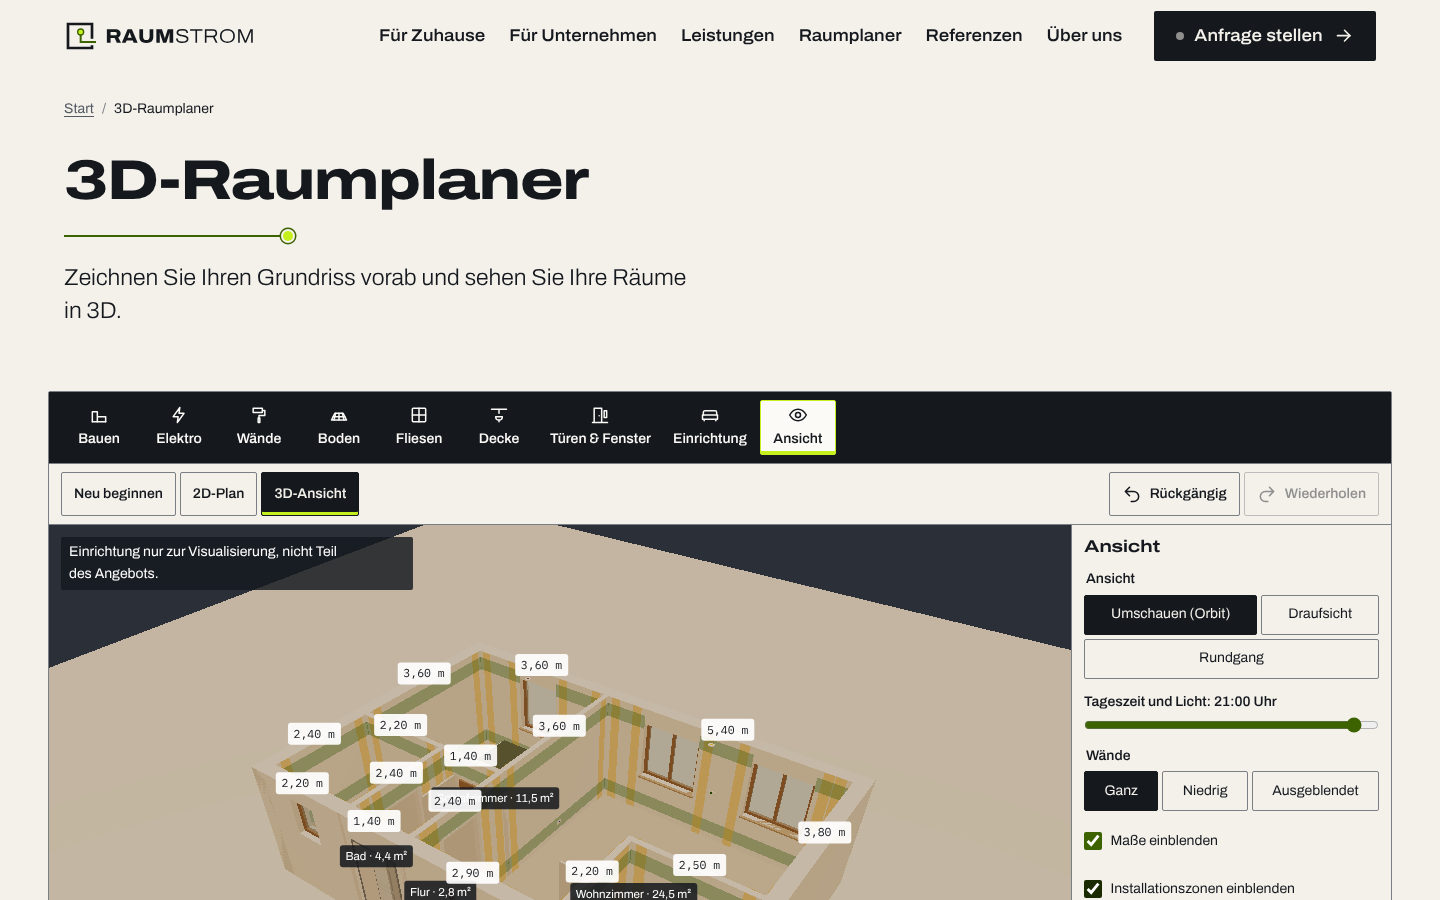 RAUMSTROM
Für Zuhause
Für Unternehmen
Leistungen
Raumplaner
Referenzen
Über uns
Anfrage stellen
Start / 3D-Raumplaner
3D-Raumplaner
Zeichnen Sie Ihren Grundriss vorab und sehen Sie Ihre Räume
in 3D.
Bauen
Elektro
Wände
Boden
Fliesen
Decke
Türen & Fenster
Einrichtung
Ansicht
Neu beginnen
2D-Plan
3D-Ansicht
Rückgängig
Wiederholen
Einrichtung nur zur Visualisierung, nicht Teil
des Angebots.
3,60 m
3,60 m
2,40 m
2,20 m
3,60 m
5,40 m
1,40 m
2,20 m
2,40 m
2,40 m
11,5 m²
1,40 m
3,80 m
Bad · 4,4 m²
2,90 m
2,20 m
2,50 m
Flur · 2,8 m²
Wohnzimmer · 24,5 m²
Ansicht
Ansicht
Umschauen (Orbit)
Draufsicht
Rundgang
Tageszeit und Licht: 21:00 Uhr
Wände
Ganz
Niedrig
Ausgeblendet
Maße einblenden
Installationszonen einblenden